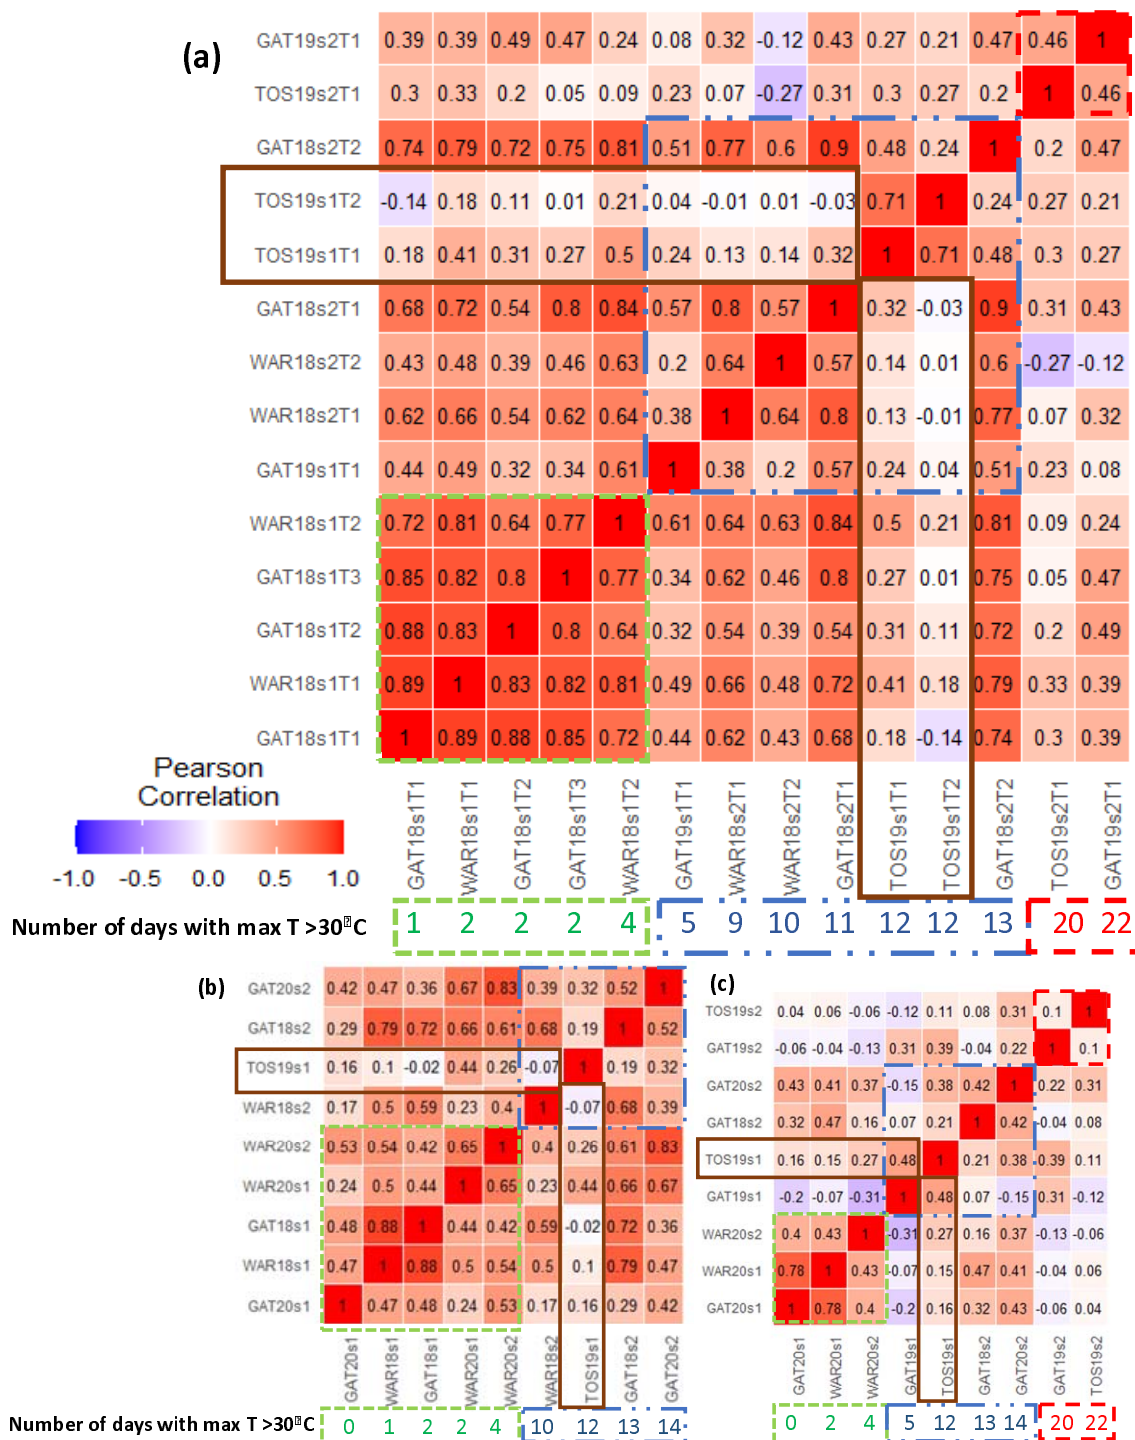 (a)
GAT19s2T1 0.39 0.39 0.49 0.47 0.24 0.08 0.32 -0.12 0.43 0.27 0.21 0.47 0.46 1
TOS19s2T1 0.3 0.33 0.2 0.05 0.09 0.23 0.07 -0.27 0.31 0.3 0.27 0.2 1 0.46
GAT18s2T2 0.74 0.79 0.72 0.75 0.81 0.51 0.77 0.6 0.9 0.48 0.24 1 0.2 0.47
TOS19s1T2 -0.14 0.18 0.11 0.01 0.21 0.04 -0.01 0.01 -0.03 0.71 1 0.24 0.27 0.21
TOS19s1T1 0.18 0.41 0.31 0.27 0.5 0.24 0.13 0.14 0.32 1 0.71 0.48 0.3 0.27
GAT18s2T1 0.68 0.72 0.54 0.8 0.84 0.57 0.8 0.57 1 0.32 -0.03 0.9 0.31 0.43
WAR18s2T2 0.43 0.48 0.39 0.46 0.63 0.2 0.64 1 0.57 0.14 0.01 0.6 -0.27 -0.12
WAR18s2T1 0.62 0.66 0.54 0.62 0.64 0.38 1 0.64 0.8 0.13 -0.01 0.77 0.07 0.32
GAT19s1T1 0.44 0.49 0.32 0.34 0.61 1 0.38 0.2 0.57 0.24 0.04 0.51 0.23 0.08
WAR18s1T2 0.72 0.81 0.64 0.77 1 0.61 0.64 0.63 0.84 0.5 0.21 0.81 0.09 0.24
GAT18s1T3 0.85 0.82 0.8 1 0.77 0.34 0.62 0.46 0.8 0.27 0.01 0.75 0.05 0.47
GAT18s1T2 0.88 0.83 1 0.8 0.64 0.32 0.54 0.39 0.54 0.31 0.11 0.72 0.2 0.49
WAR18s1T1 0.89 1 0.83 0.82 0.81 0.49 0.66 0.48 0.72 0.41 0.18 0.79 0.33 0.39
GAT18s1T1 1 0.89 0.88 0.85 0.72 0.44 0.62 0.43 0.68 0.18 -0.14 0.74 0.3 0.39
GAT18s1T1 WAR18s1T1 GAT18s1T2 GAT18s1T3 WAR18s1T2 GAT19s1T1 WAR18s2T1 WAR18s2T2 GAT18s2T1 TOS19s1T1 TOS19s1T2 GAT18s2T2 TOS19s2T1 GAT19s2T1
Pearson
Correlation
-1.0 -0.5 0.0 0.5 1.0
Number of days with max T >30°C 1 2 2 2 4 5 9 10 11 12 12 13 20 22
(b)
GAT20s2 0.42 0.47 0.36 0.67 0.83 0.39 0.32 0.52 1
GAT18s2 0.29 0.79 0.72 0.66 0.61 0.68 0.19 1 0.52
TOS19s1 0.16 0.1 -0.02 0.44 0.26 -0.07 1 0.19 0.32
WAR18s2 0.17 0.5 0.59 0.23 0.4 1 -0.07 0.68 0.39
WAR20s2 0.53 0.54 0.42 0.65 1 0.4 0.26 0.61 0.83
WAR20s1 0.24 0.5 0.44 1 0.65 0.23 0.44 0.66 0.67
GAT18s1 0.48 0.88 1 0.44 0.42 0.59 -0.02 0.72 0.36
WAR18s1 0.47 1 0.88 0.5 0.54 0.5 0.1 0.79 0.47
GAT20s1 1 0.47 0.48 0.24 0.53 0.17 0.16 0.29 0.42
GAT20s1 WAR18s1 GAT18s1 WAR20s1 WAR20s2 WAR18s2 TOS19s1 GAT18s2 GAT20s2
Number of days with max T >30°C 0 2 2 2 4 10 12 13 14
(c)
TOS19s2 0.04 0.06 -0.06 -0.12 0.11 0.08 0.31 0.1 1
GAT19s2 -0.06 -0.04 -0.13 0.31 0.39 -0.04 0.22 1 0.1
GAT20s2 0.43 0.41 0.37 -0.15 0.38 0.42 1 0.22 0.31
GAT18s2 0.32 0.47 0.16 0.07 0.21 1 0.42 -0.04 0.08
TOS19s1 0.16 0.15 0.27 0.48 1 0.21 0.38 0.39 0.11
GAT19s1 -0.2 -0.07 -0.31 1 0.48 0.07 -0.15 0.31 -0.12
WAR20s2 0.4 0.43 1 -0.31 0.27 0.16 0.37 -0.13 -0.06
WAR20s1 0.78 1 0.43 -0.07 0.15 0.47 0.41 -0.04 0.06
GAT20s1 1 0.78 0.4 -0.2 0.16 0.32 0.43 -0.06 0.04
GAT20s1 WAR20s1 WAR20s2 GAT19s1 TOS19s1 GAT18s2 GAT20s2 GAT19s2 TOS19s2
0 2 4 5 12 13 14 20 22